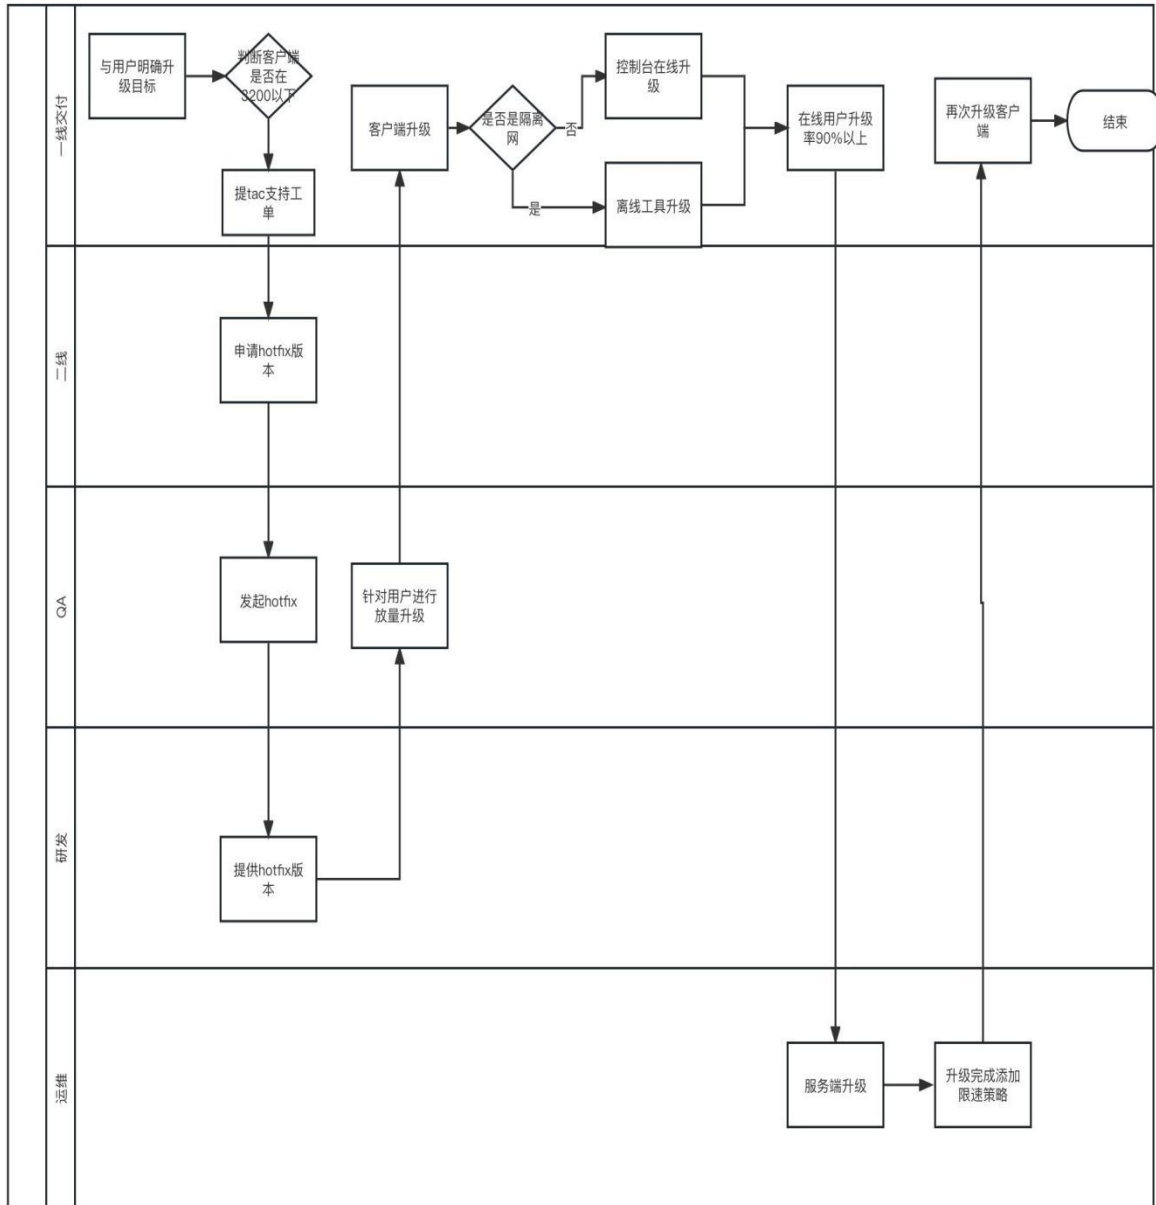 一线交付
与用户明确升
级目标
判断客户端
是否在
3200以下
提tac支持工
单
客户端升级
是否是隔离
网
否
是
控制台在线升
级
离线工具升级
在线用户升级
率90%以上
再次升级客户
端
结束
二线
申请hotfix版
本
QA
发起hotfix
针对用户进行
放量升级
研发
提供hotfix版
本
运维
服务端升级
升级完成添加
限速策略